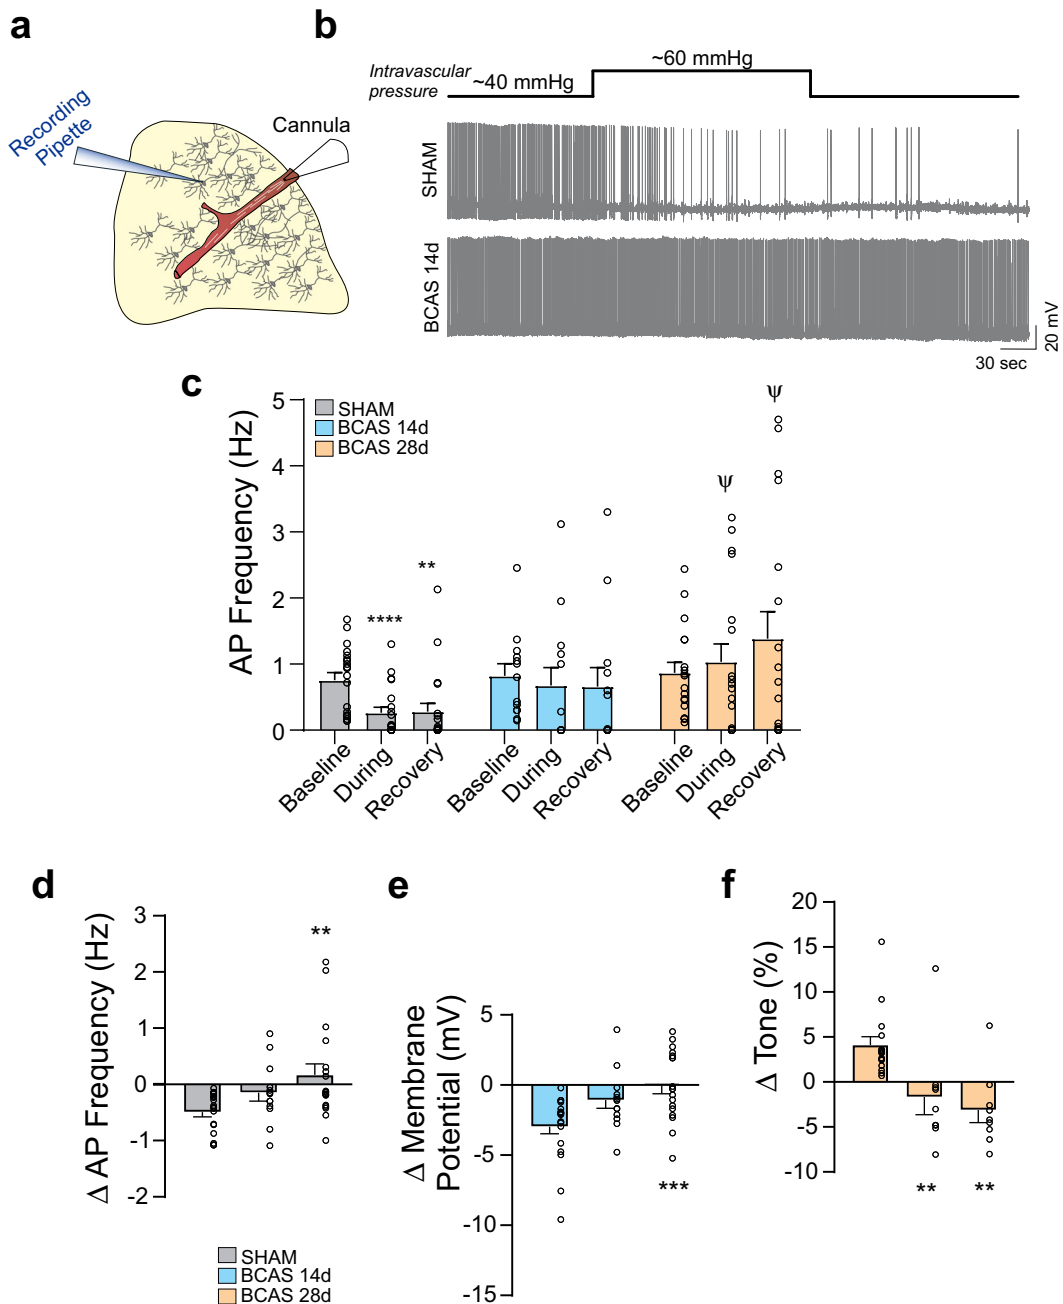 a
Recording
Pipette
Cannula
b
Intravascular
pressure
~40 mmHg
~60 mmHg
SHAM
BCAS 14d
20 mV
30 sec
c
AP Frequency (Hz)
5
4
3
2
1
0
SHAM
BCAS 14d
BCAS 28d
****
**
ψ
ψ
Baseline
During
Recovery
Baseline
During
Recovery
Baseline
During
Recovery
d
Δ AP Frequency (Hz)
3
2
1
0
-1
-2
**
SHAM
BCAS 14d
BCAS 28d
e
Δ Membrane
Potential (mV)
5
0
-5
-10
-15
***
f
Δ Tone (%)
20
15
10
5
0
-5
-10
**
**